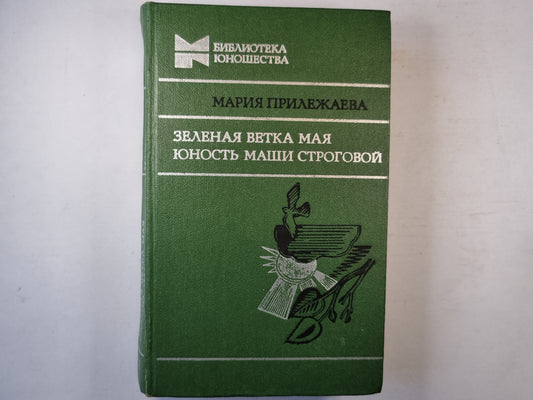 БИБЛИОТЕКА
ЮНОШЕСТВА
МАРИЯ ПРИЛЕЖАЕВА
ЗЕЛЕНАЯ ВЕТКА МАЯ
ЮНОСТЬ МАШИ СТРОГОВОЙ